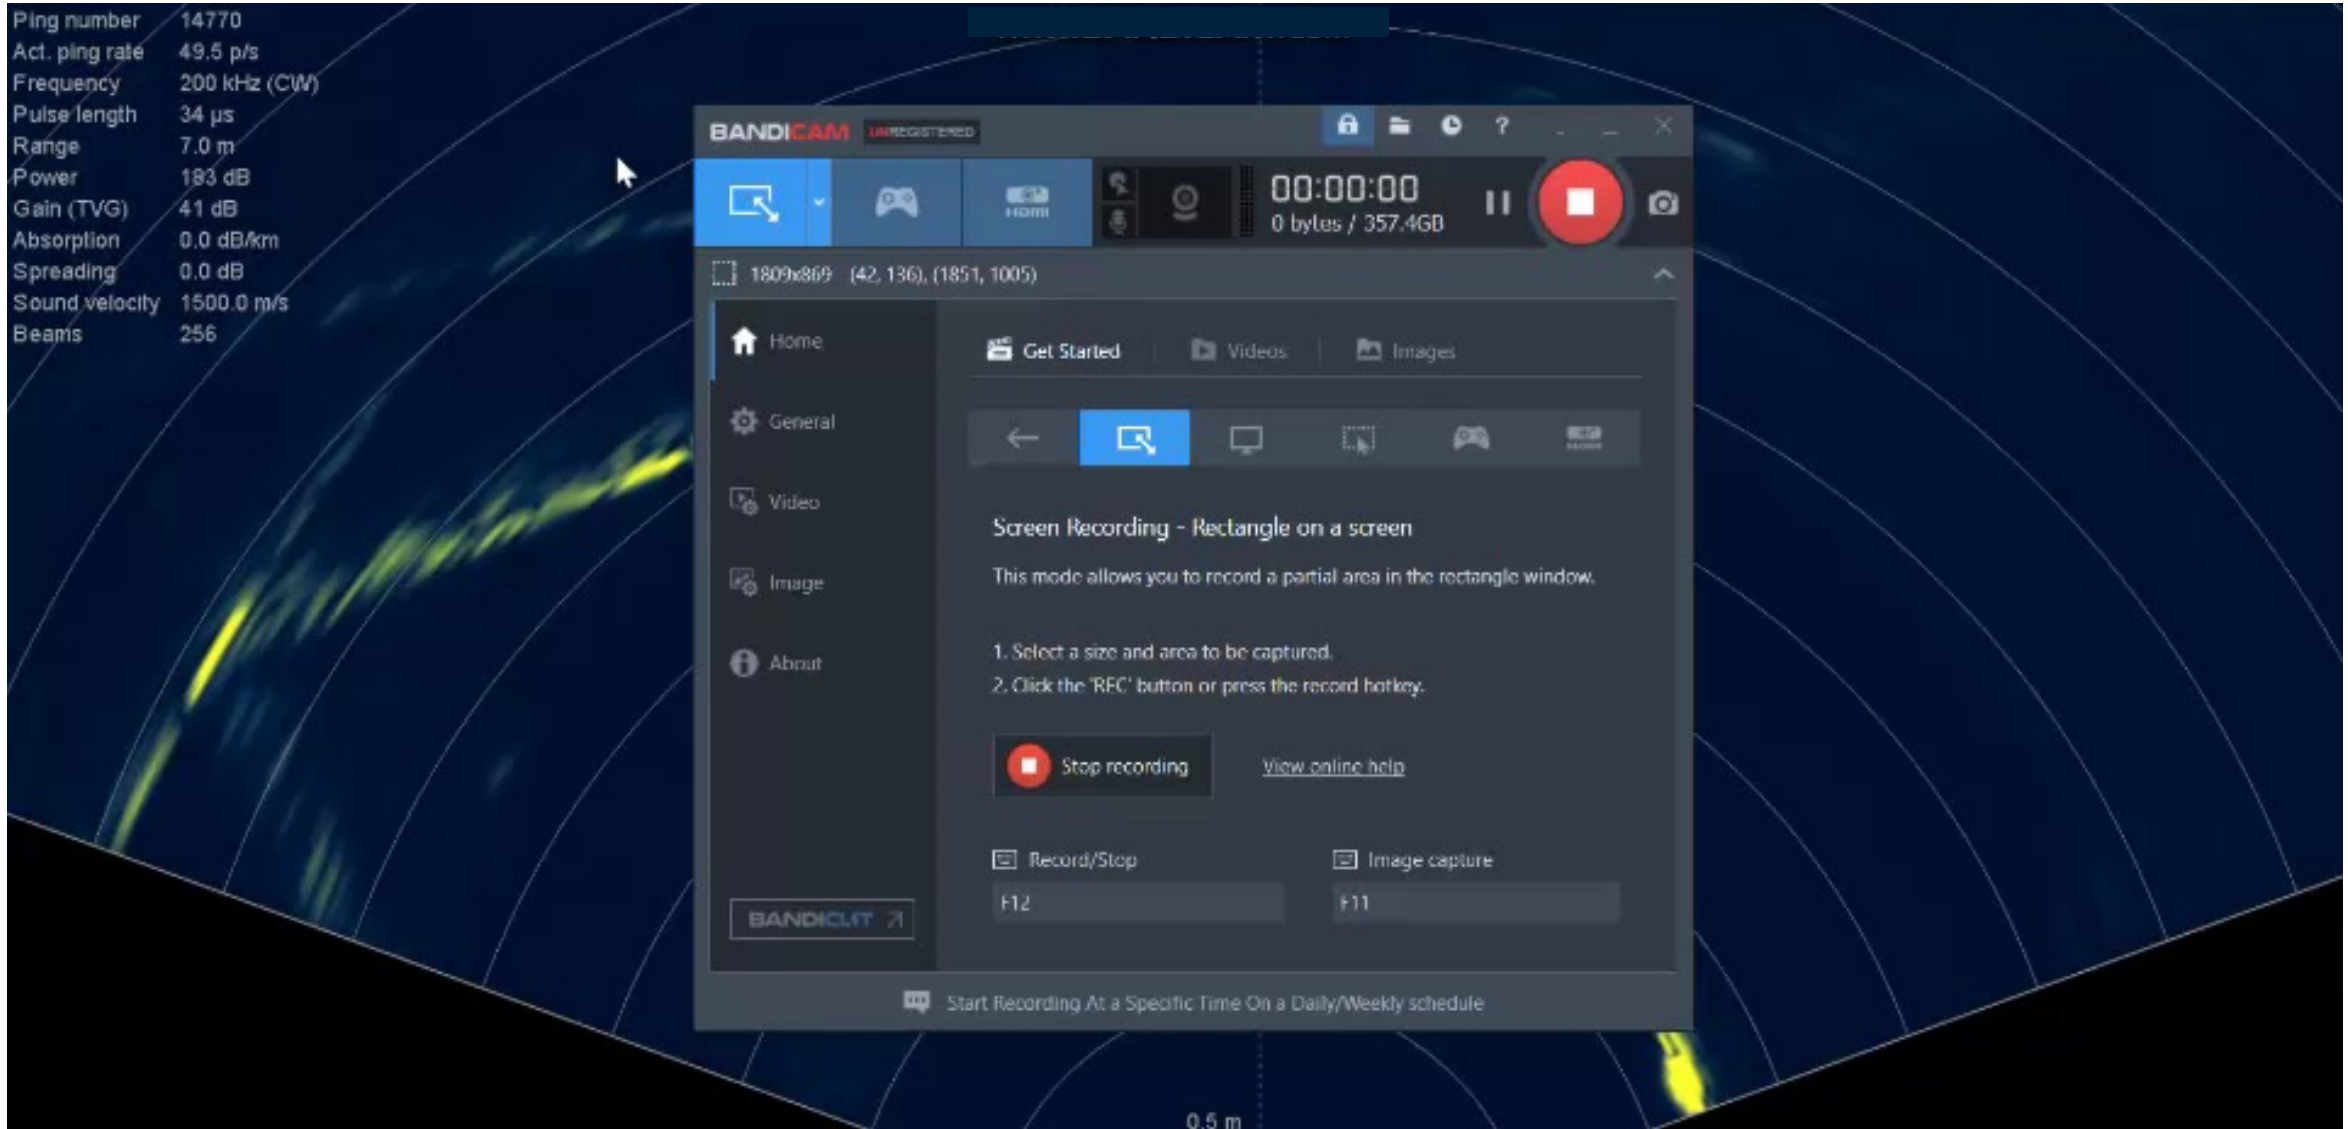 Ping number 14770
Act. ping rate 49.5 p/s
Frequency 200 kHz (CW)
Pulse length 34 µs
Range 7.0 m
Power 183 dB
Gain (TVG) 41 dB
Absorption 0.0 dB/km
Spreading 0.0 dB
Sound velocity 1500.0 m/s
Beams 256
BANDICAM UNREGISTERED
?
HDMI
00:00:00
0 bytes / 357.4GB
1809x869 (42, 136), (1851, 1005)
Home
General
Video
Image
About
BANDICUT
Get Started Videos Images
Screen Recording - Rectangle on a screen
This mode allows you to record a partial area in the rectangle window.
1. Select a size and area to be captured.
2. Click the 'REC' button or press the record hotkey.
Stop recording View online help
Record/Stop Image capture
F12 F11
Start Recording At a Specific Time On a Daily/Weekly schedule
0.5 m